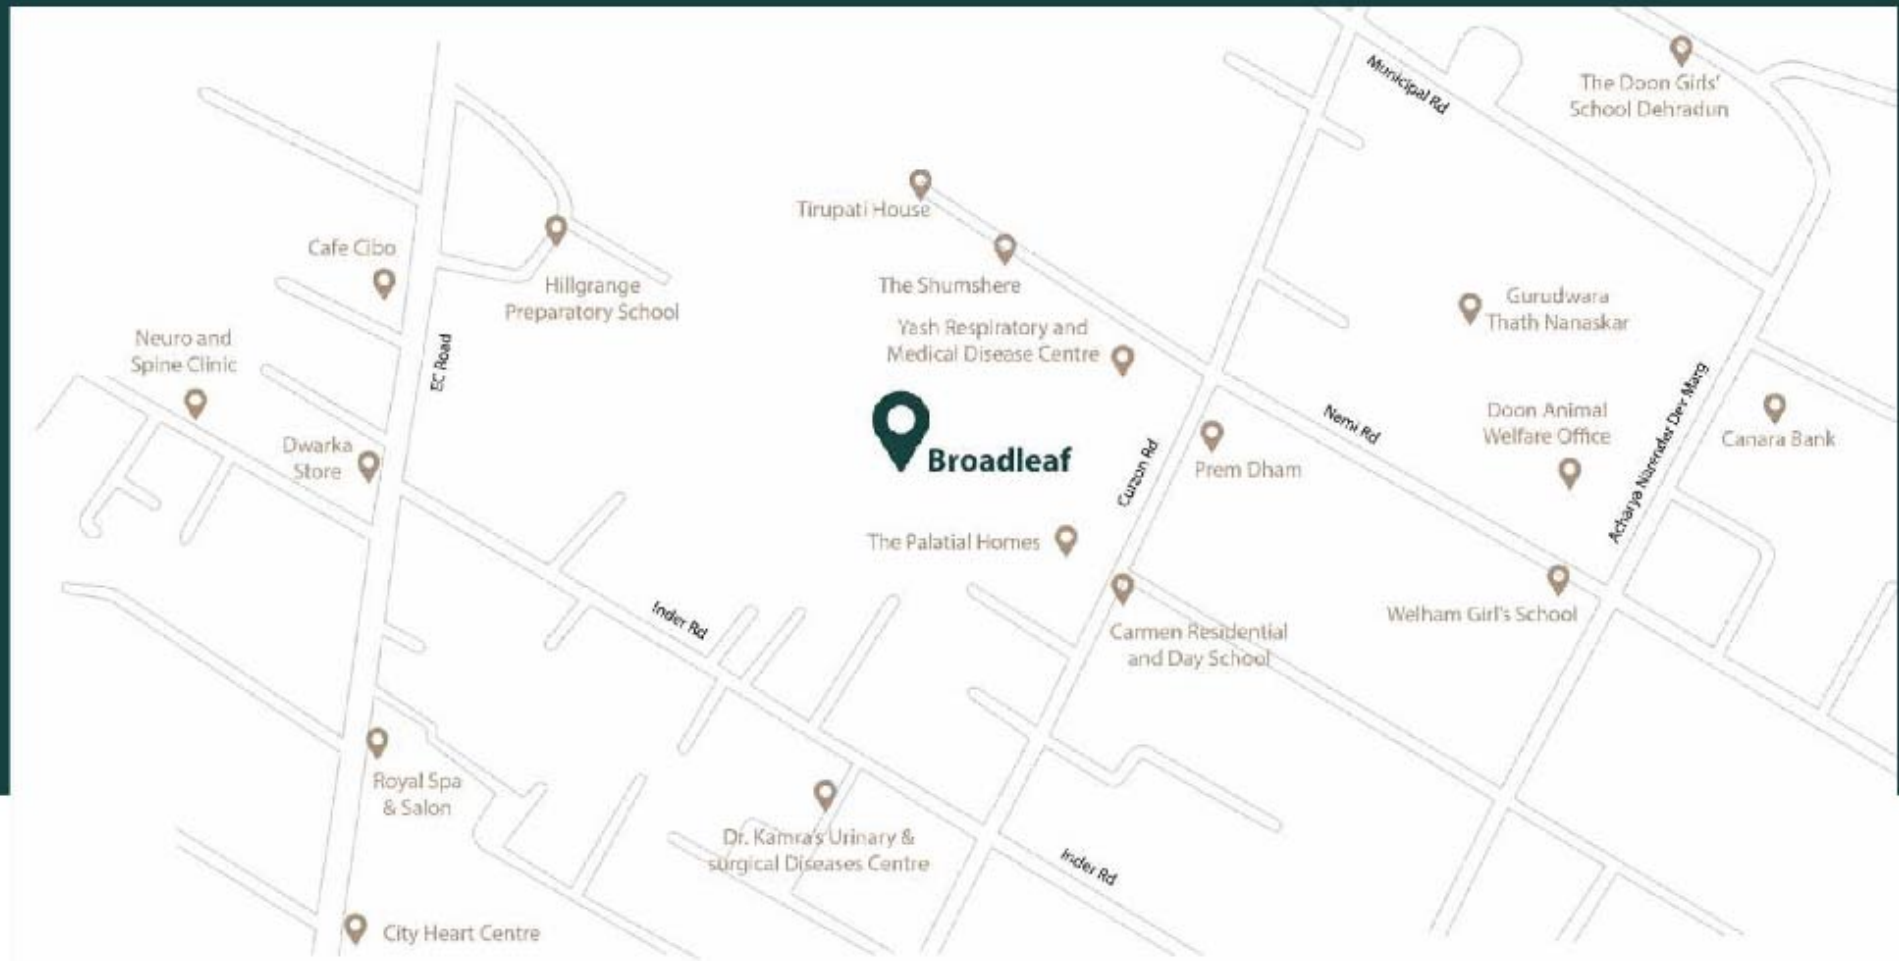 Municipal Rd
The Doon Girls'
School Dehradun
Tirupati House
Cafe Cibo
Hillgrange
Preparatory School
The Shumshere
Gurudwara
Thath Nanaskar
Neuro and
Spine Clinic
EC Road
Yash Respiratory and
Medical Disease Centre
Dwarka
Store
Broadleaf
Curzon Rd
Prem Dham
Nemi Rd
Doon Animal
Welfare Office
Acharya Narender Dev Marg
Canara Bank
The Palatial Homes
Inder Rd
Carmen Residential
and Day School
Welham Girl's School
Royal Spa
& Salon
Dr. Kamra's Urinary &
surgical Diseases Centre
Inder Rd
City Heart Centre